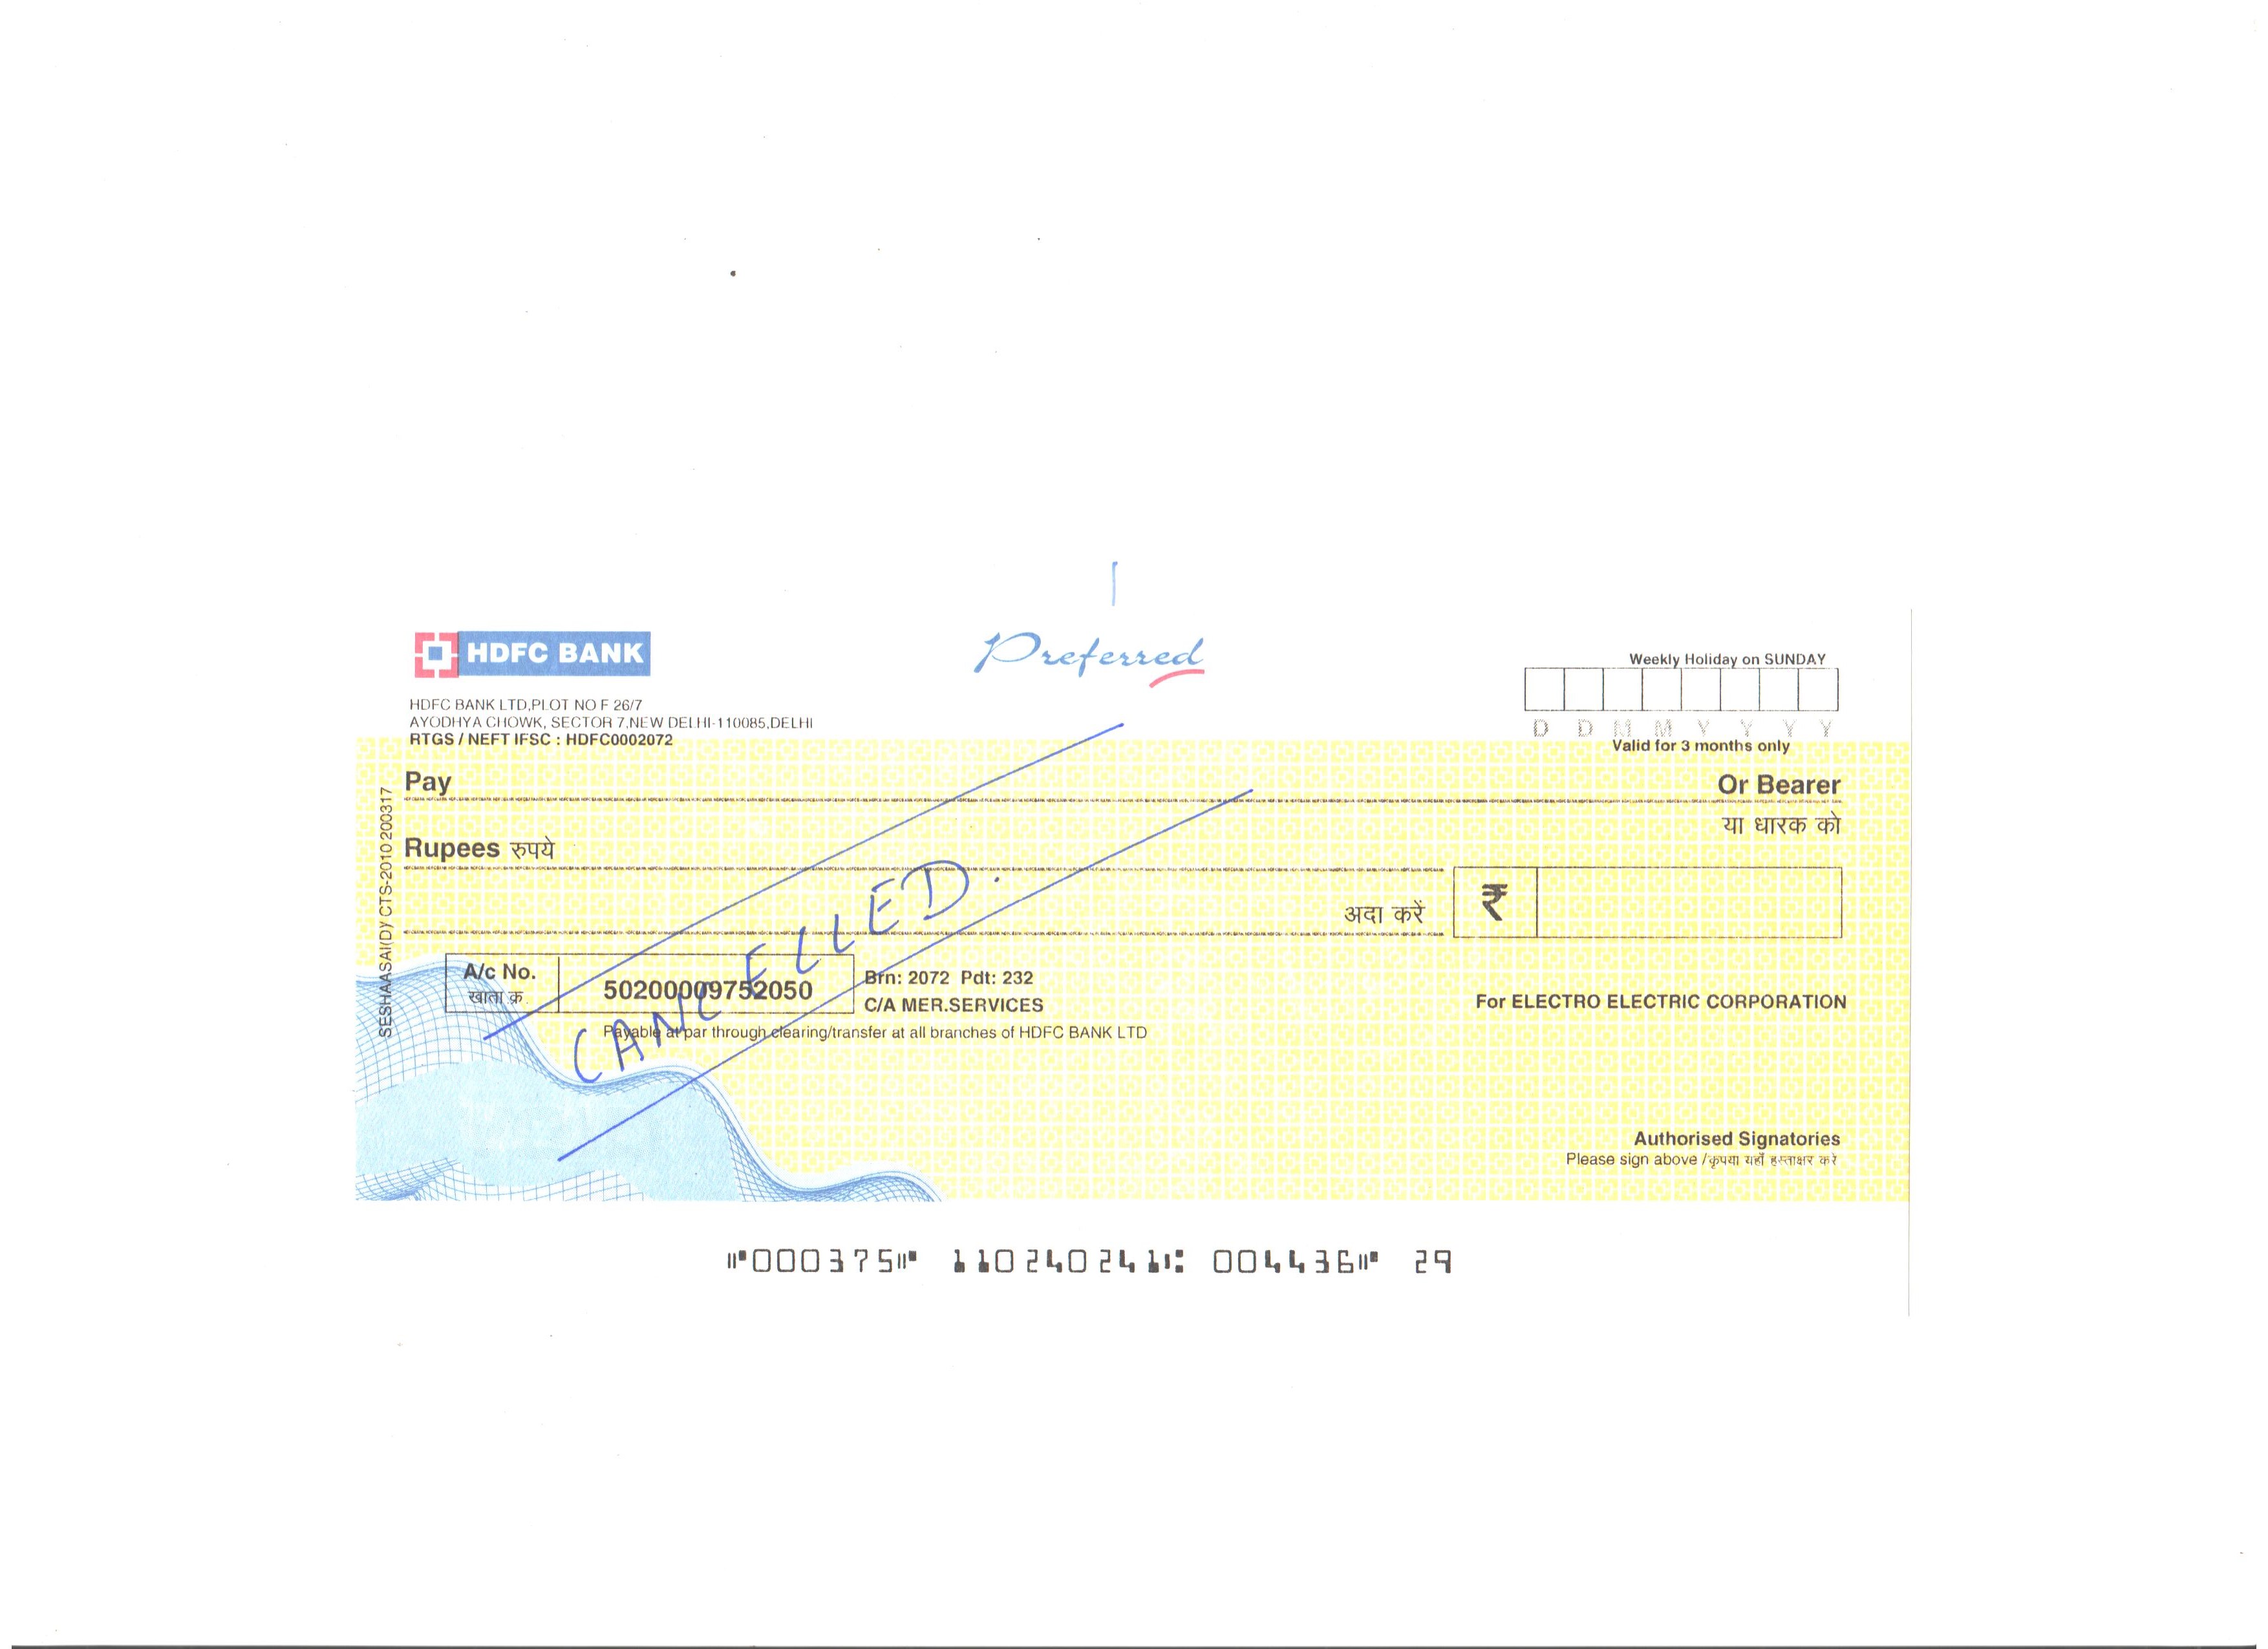 HDFC BANK
Preferred
Weekly Holiday on SUNDAY
HDFC BANK LTD,PLOT NO F 26/7
AYODHYA CHOWK, SECTOR 7,NEW DELHI-110085,DELHI
RTGS / NEFT IFSC : HDFC0002072
D D M M Y Y Y Y
Valid for 3 months only
Pay
Or Bearer
या धारक को
Rupees रुपये
अदा करें ₹
SESHAASAI(D) CTS-2010 200317
A/c No.
खाता क्र.
50200009752050
Brn: 2072 Pdt: 232
C/A MER.SERVICES
For ELECTRO ELECTRIC CORPORATION
Payable at par through clearing/transfer at all branches of HDFC BANK LTD
CANCELLED.
Authorised Signatories
Please sign above / कृपया यहाँ हस्ताक्षर करें
⑈000375⑈ 110240241⑆ 004436⑈ 29